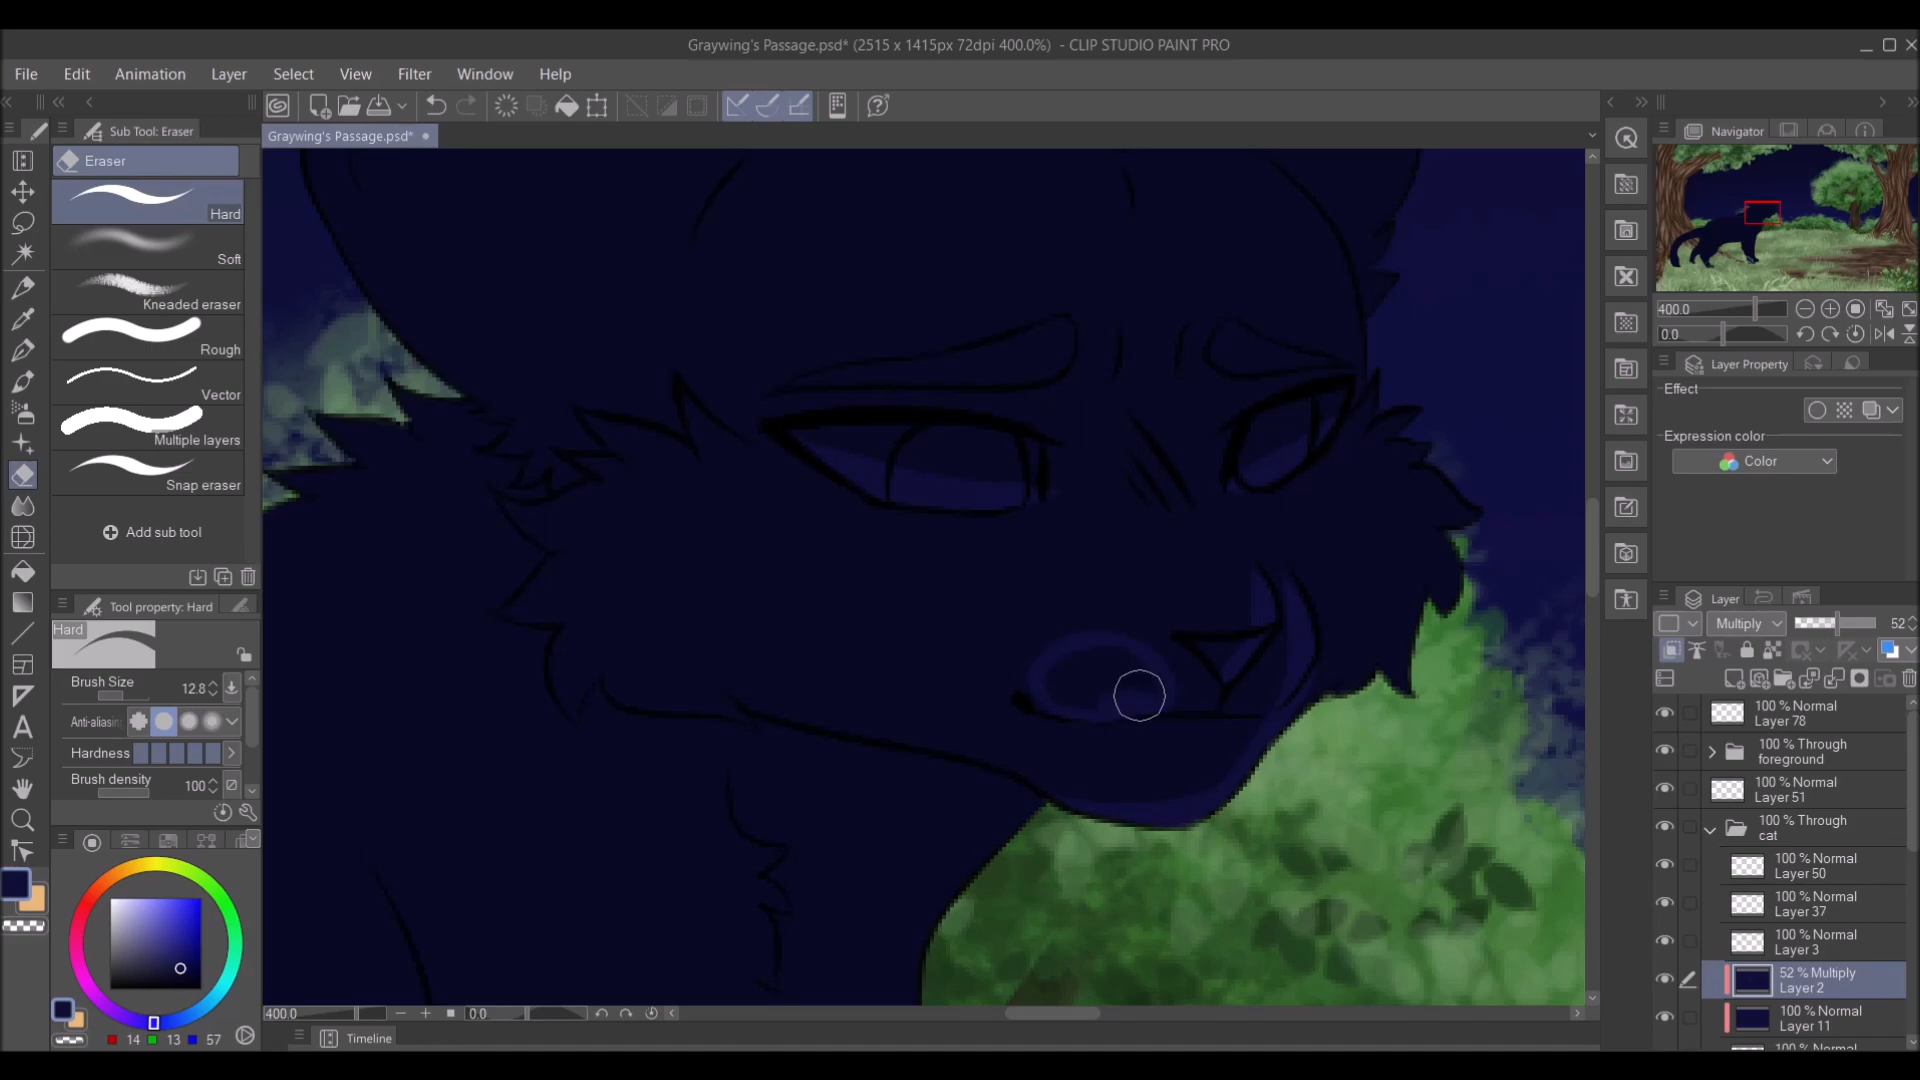 Graywing's Passage.psd* (2515 x 1415px 72dpi 400.0%) - CLIP STUDIO PAINT PRO
File Edit Animation Layer Select View Filter Window Help
Sub Tool: Eraser
Graywing's Passage.psd*
Navigator
Eraser
Hard
Soft
Kneaded eraser
Rough
Vector
Multiple layers
Snap eraser
Add sub tool
Tool property: Hard
Hard
Brush Size 12.8
Anti-aliasing
Hardness
Brush density 100
14 13 57
400.0 0.0
Timeline
400.0
0.0
Layer Property
Effect
Expression color
Color
Layer
Multiply 52
100 % Normal
Layer 78
100 % Through
foreground
100 % Normal
Layer 51
100 % Through
cat
100 % Normal
Layer 50
100 % Normal
Layer 37
100 % Normal
Layer 3
52 % Multiply
Layer 2
100 % Normal
Layer 11
100 % Normal